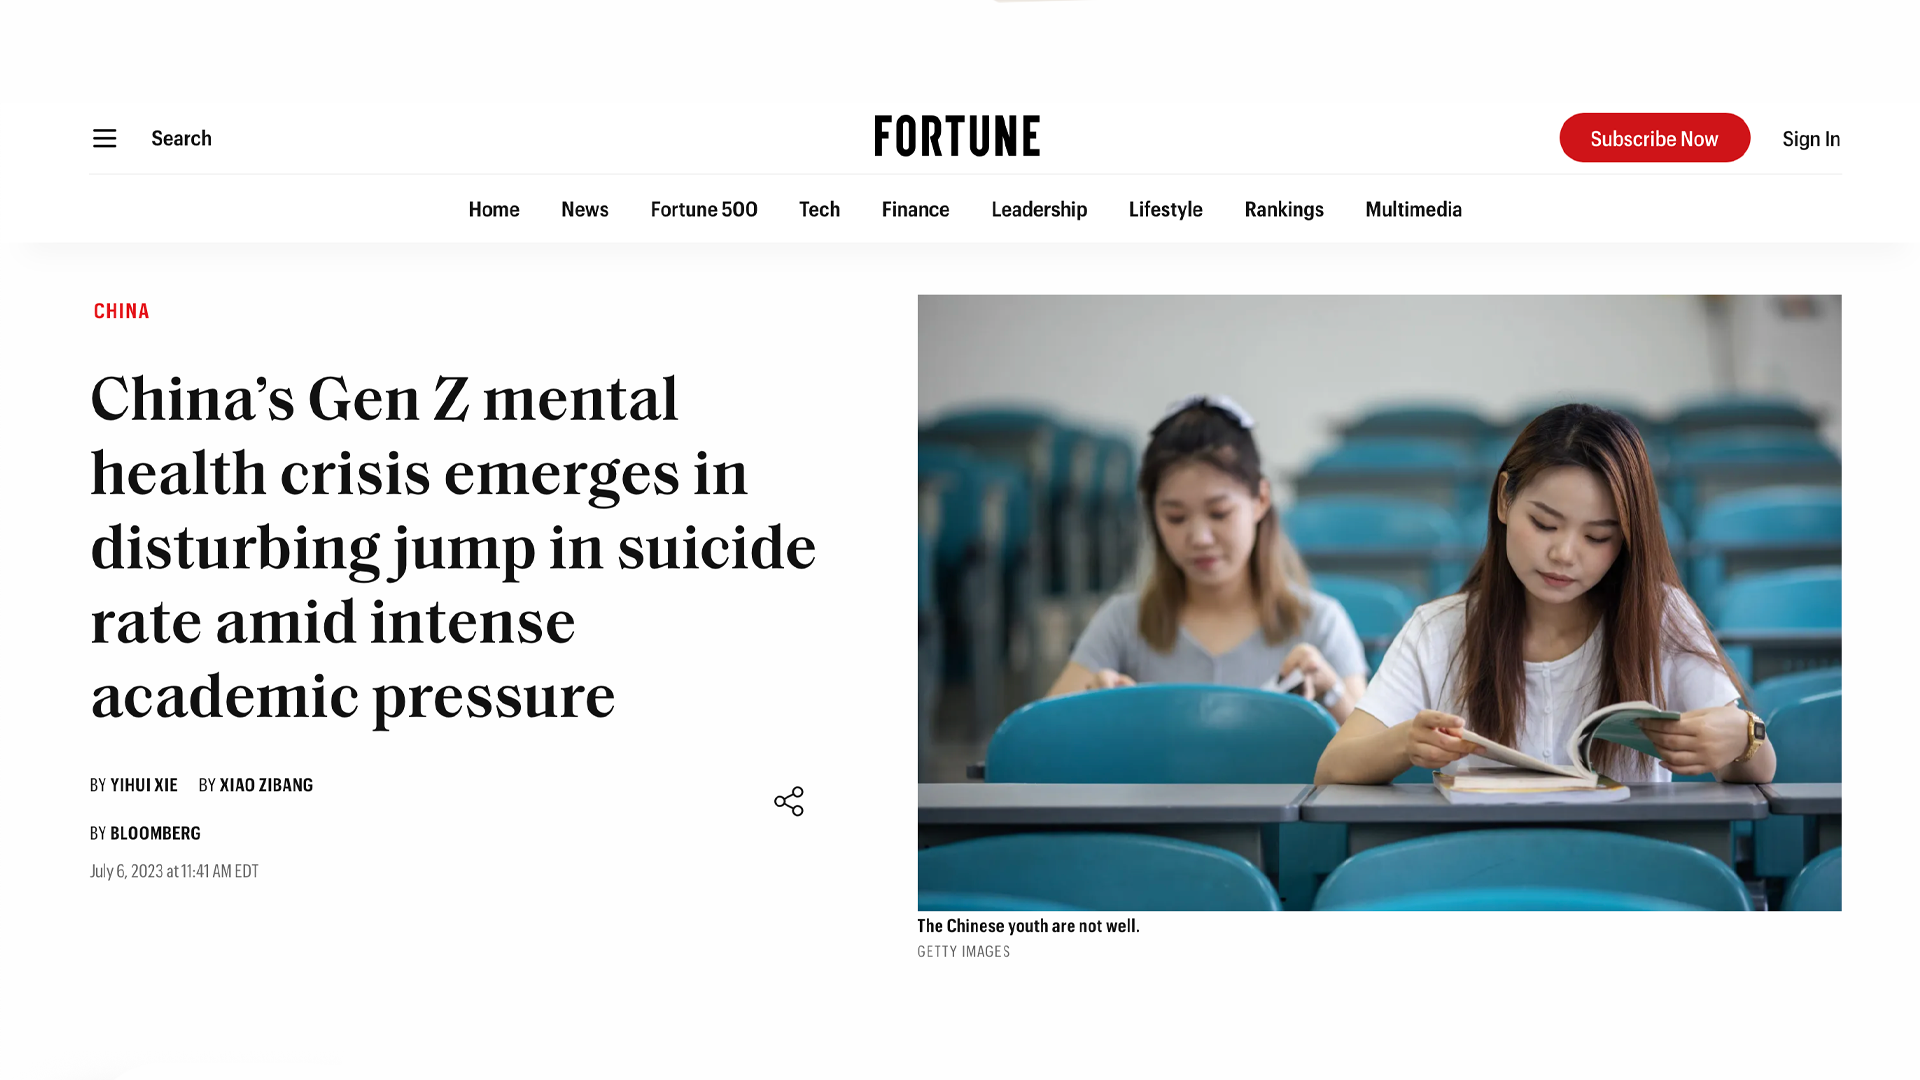 Search
FORTUNE
Subscribe Now
Sign In
Home News Fortune 500 Tech Finance Leadership Lifestyle Rankings Multimedia
CHINA
China’s Gen Z mental
health crisis emerges in
disturbing jump in suicide
rate amid intense
academic pressure
BY YIHUI XIE BY XIAO ZIBANG
BY BLOOMBERG
July 6, 2023 at 11:41 AM EDT
The Chinese youth are not well.
GETTY IMAGES